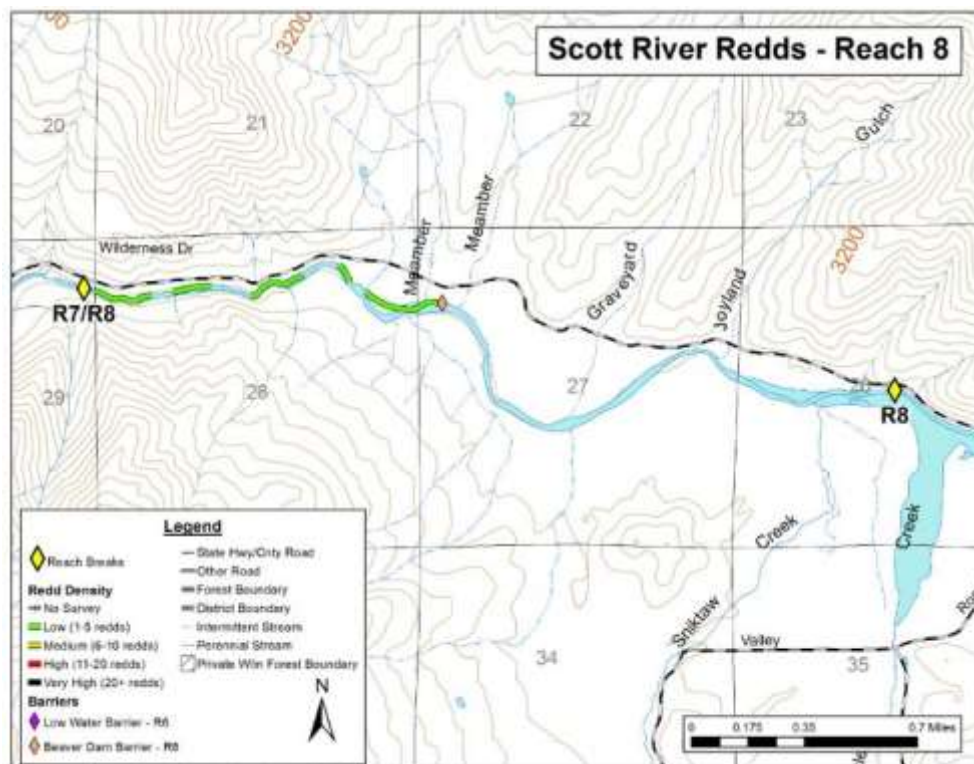 Scott River Redds - Reach 8
3200
20
21
22
23
Gulch
Wilderness Dr
Meamber
Meamber
3200
Graveyard
Joyland
R7/R8
29
28
27
R8
Creek
Creek
Sniktaw
Valley
34
35
Legend
Reach Breaks
Redd Density
No Survey
Low (1-5 redds)
Medium (6-10 redds)
High (11-20 redds)
Very High (20+ redds)
Barriers
Low Water Barrier - R6
Beaver Dam Barrier - R8
State Hwy/Cnty Road
Other Road
Forest Boundary
District Boundary
Intermittent Stream
Perennial Stream
Private W/in Forest Boundary
N
0 0.175 0.35 0.7 Miles